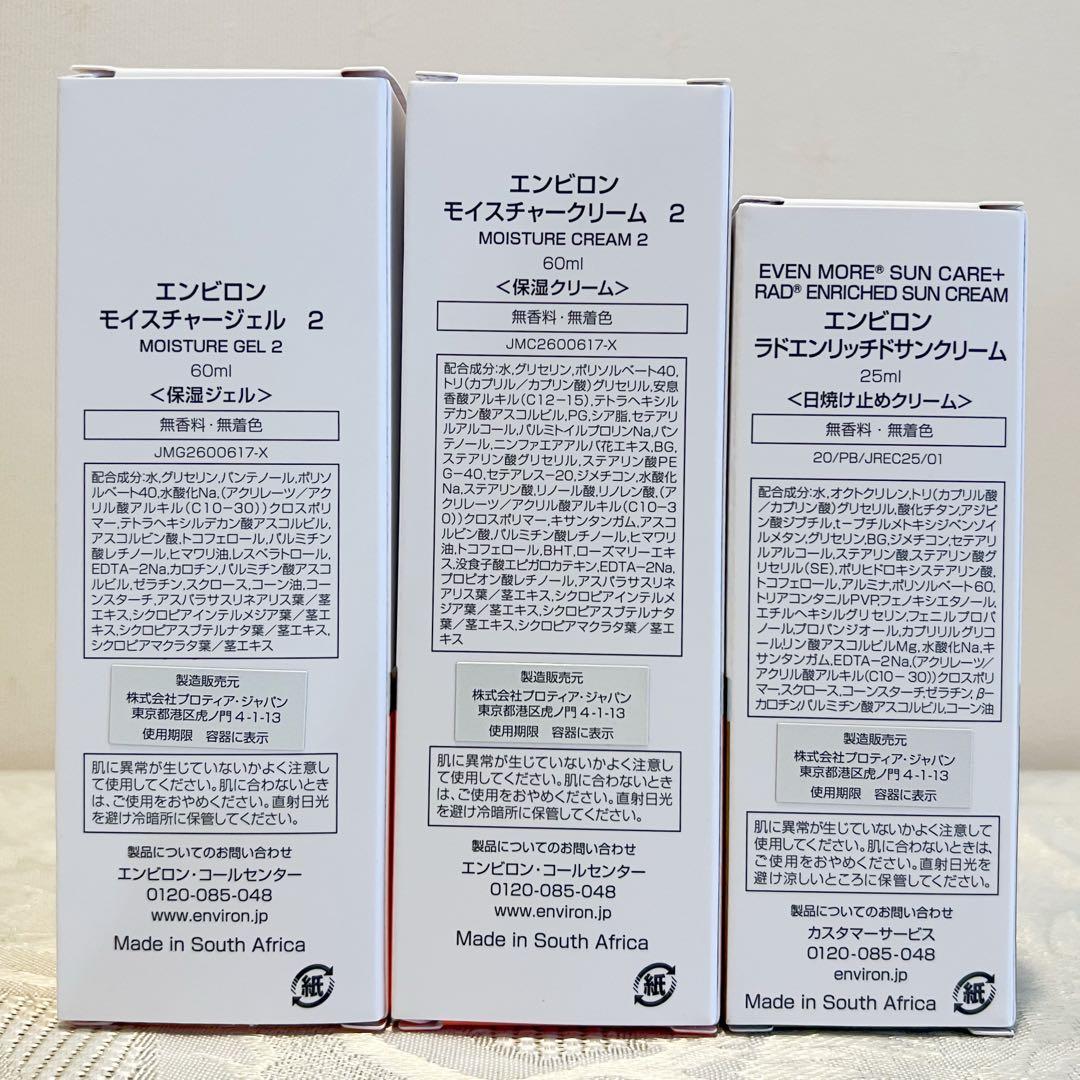 エンビロン
モイスチャージェル 2
MOISTURE GEL 2
60ml
<保湿ジェル>
無香料・無着色
JMG2600617-X
配合成分:水,グリセリン,パンテノール,ポリソ
ルベート40,水酸化Na,(アクリレーツ/アク
リル酸アルキル(C10-30))クロスポリ
マー,テトラヘキシルデカン酸アスコルビル,
アスコルビン酸,トコフェロール,パルミチン
酸レチノール,ヒマワリ油,レスベラトロール,
EDTA-2Na,カロチン,パルミチン酸アスコ
ルビル,ゼラチン,スクロース,コーン油,コー
ンスターチ,アスパラサスリネアリス葉/茎エ
キス,シクロピアインテルメジア葉/茎エキ
ス,シクロピアスブテルナタ葉/茎エキス,
シクロピアマクラタ葉/茎エキス
製造販売元
株式会社プロティア・ジャパン
東京都港区虎ノ門 4-1-13
使用期限 容器に表示
肌に異常が生じていないかよく注意し
て使用してください。肌に合わないとき
は、ご使用をおやめください。直射日光
を避け冷暗所に保管してください。
製品についてのお問い合わせ
エンビロン・コールセンター
0120-085-048
www.environ.jp
Made in South Africa
紙
エンビロン
モイスチャークリーム 2
MOISTURE CREAM 2
60ml
<保湿クリーム>
無香料・無着色
JMC2600617-X
配合成分:水,グリセリン,ポリソルベート40,
トリ(カプリル/カプリン酸)グリセリル,安息
香酸アルキル(C12-15),テトラヘキシル
デカン酸アスコルビル,PG,シア脂,セテアリ
ルアルコール,パルミトイルプロリンNa,パン
テノール,ニンファエアアルバ花エキス,BG,
ステアリン酸グリセリル,ステアリン酸PE
G-40,セテアレス-20,ジメチコン,水酸化
Na,ステアリン酸,リノール酸,リノレン酸,(ア
クリレーツ/アクリル酸アルキル(C10-3
0))クロスポリマー,キサンタンガム,アスコ
ルビン酸,パルミチン酸レチノール,ヒマワリ
油,トコフェロール,BHT,ローズマリーエキ
ス,没食子酸エピガロカテキン,EDTA-2Na,
プロピオン酸レチノール,アスパラサスリネ
アリス葉/茎エキス,シクロピアインテルメ
ジア葉/茎エキス,シクロピアスブテルナタ
葉/茎エキス,シクロピアマクラタ葉/茎エ
キス
製造販売元
株式会社プロティア・ジャパン
東京都港区虎ノ門 4-1-13
使用期限 容器に表示
肌に異常が生じていないかよく注意し
て使用してください。肌に合わないとき
は、ご使用をおやめください。直射日光
を避け冷暗所に保管してください。
製品についてのお問い合わせ
エンビロン・コールセンター
0120-085-048
www.environ.jp
Made in South Africa
紙
EVEN MORE® SUN CARE+
RAD® ENRICHED SUN CREAM
エンビロン
ラドエンリッチドサンクリーム
25ml
<日焼け止めクリーム>
無香料・無着色
20/PB/JREC25/01
配合成分:水,オクトクリレン,トリ(カプリル酸
/カプリン酸)グリセリル,酸化チタン,アジピ
ン酸ジブチル,t-ブチルメトキシジベンゾイ
ルメタン,グリセリン,BG,ジメチコン,セテアリ
ルアルコール,ステアリン酸,ステアリン酸グ
リセリル(SE),ポリヒドロキシステアリン酸,
トコフェロール,アルミナ,ポリソルベート60,
トリアコンタニルPVP,フェノキシエタノール,
エチルヘキシルグリセリン,フェニルプロパ
ノール,プロパンジオール,カプリリルグリコ
ール,リン酸アスコルビルMg,水酸化Na,キ
サンタンガム,EDTA-2Na,(アクリレーツ/
アクリル酸アルキル(C10-30))クロスポリ
マー,スクロース,コーンスターチ,ゼラチン,β-
カロチン,パルミチン酸アスコルビル,コーン油
製造販売元
株式会社プロティア・ジャパン
東京都港区虎ノ門 4-1-13
使用期限 容器に表示
肌に異常が生じていないかよく注意して
使用してください。肌に合わないときは、
ご使用をおやめください。直射日光を
避け涼しいところに保管してください。
製品についてのお問い合わせ
カスタマーサービス
0120-085-048
environ.jp
Made in South Africa
紙